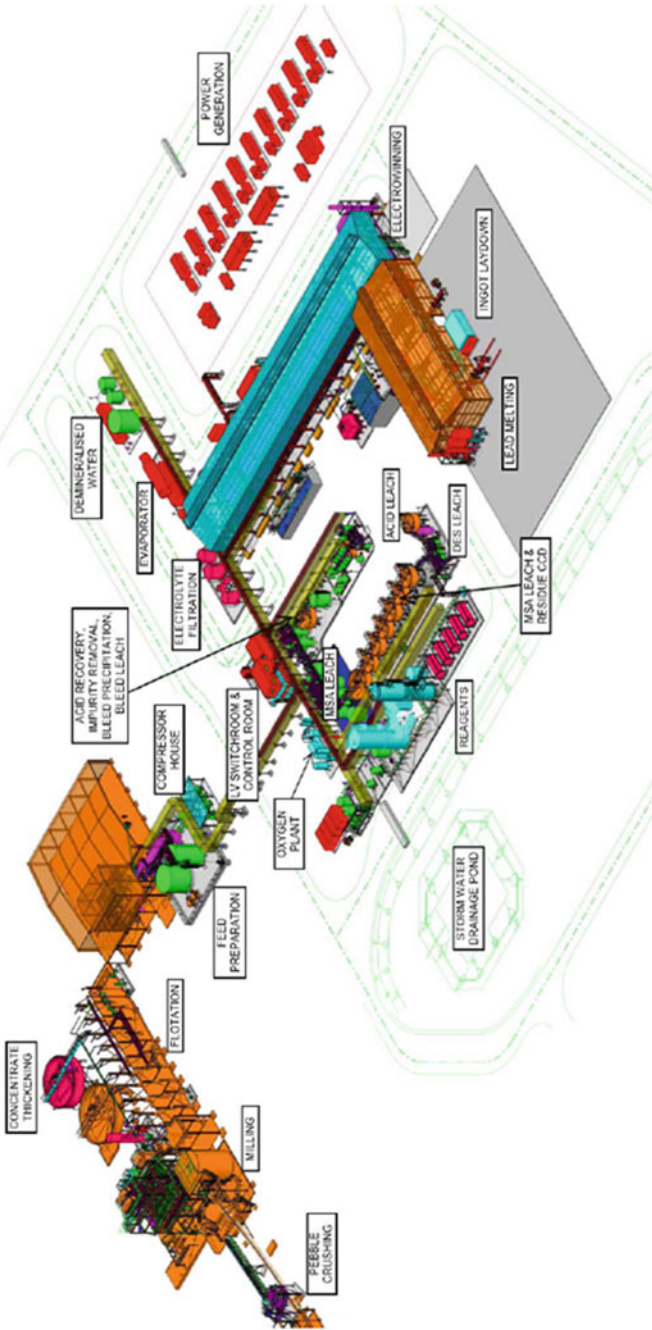 CONCENTRATE
THICKENING
FLOTATION
MILLING
PEBBLE
CRUSHING
FEED
PREPARATION
COMPRESSOR
HOUSE
ACID RECOVERY,
IMPURITY REMOVAL,
BLEED PRECIPITATION,
BLEED LEACH
LV SWITCHROOM &
CONTROL ROOM
OXYGEN
PLANT
MSA LEACH
ELECTROLYTE
FILTRATION
EVAPORATOR
DEMINERALISED
WATER
POWER
GENERATION
ELECTROWINNING
INGOT LAYDOWN
LEAD MELTING
ACID LEACH
DES LEACH
MSA LEACH &
RESIDUE CCD
REAGENTS
STORM WATER
DRAINAGE POND